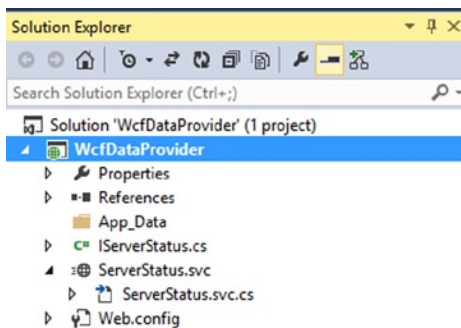 Solution Explorer
Search Solution Explorer (Ctrl+;)
Solution 'WcfDataProvider' (1 project)
WcfDataProvider
Properties
References
App_Data
IServerStatus.cs
ServerStatus.svc
ServerStatus.svc.cs
Web.config